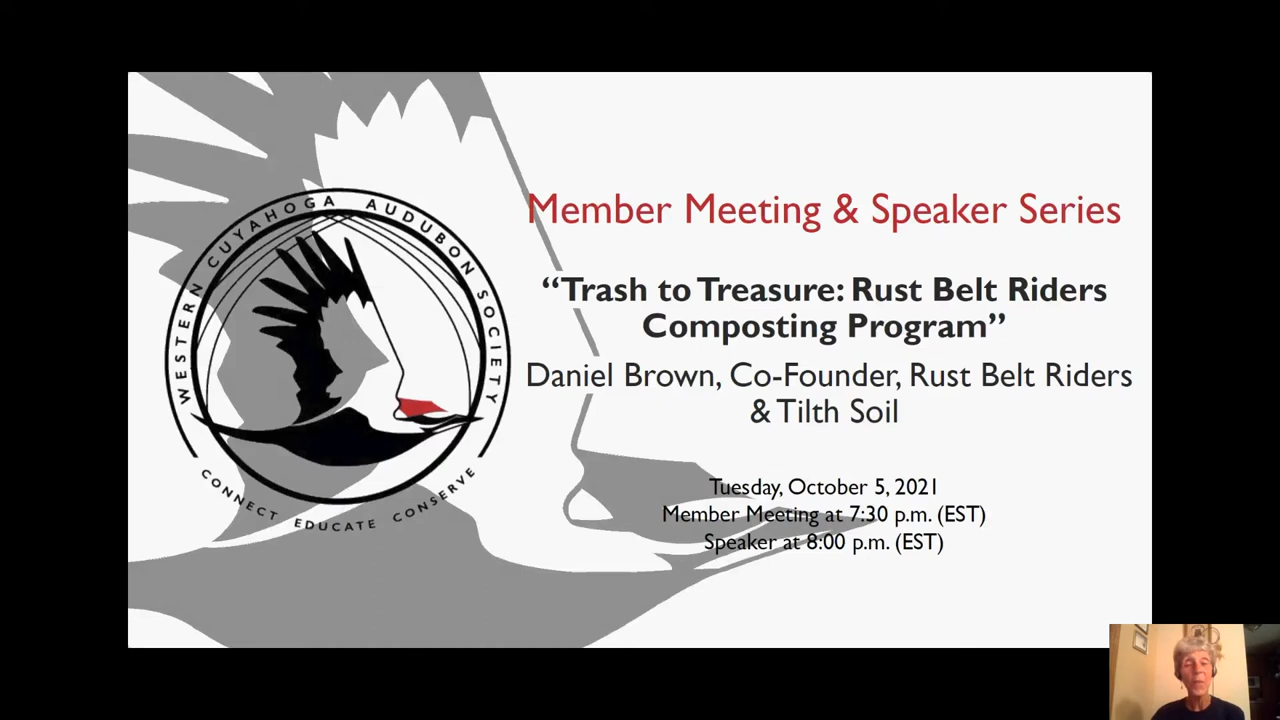 WESTERN CUYAHOGA AUDUBON SOCIETY
CONNECT EDUCATE CONSERVE
Member Meeting & Speaker Series
“Trash to Treasure: Rust Belt Riders
Composting Program”
Daniel Brown, Co-Founder, Rust Belt Riders
& Tilth Soil
Tuesday, October 5, 2021
Member Meeting at 7:30 p.m. (EST)
Speaker at 8:00 p.m. (EST)